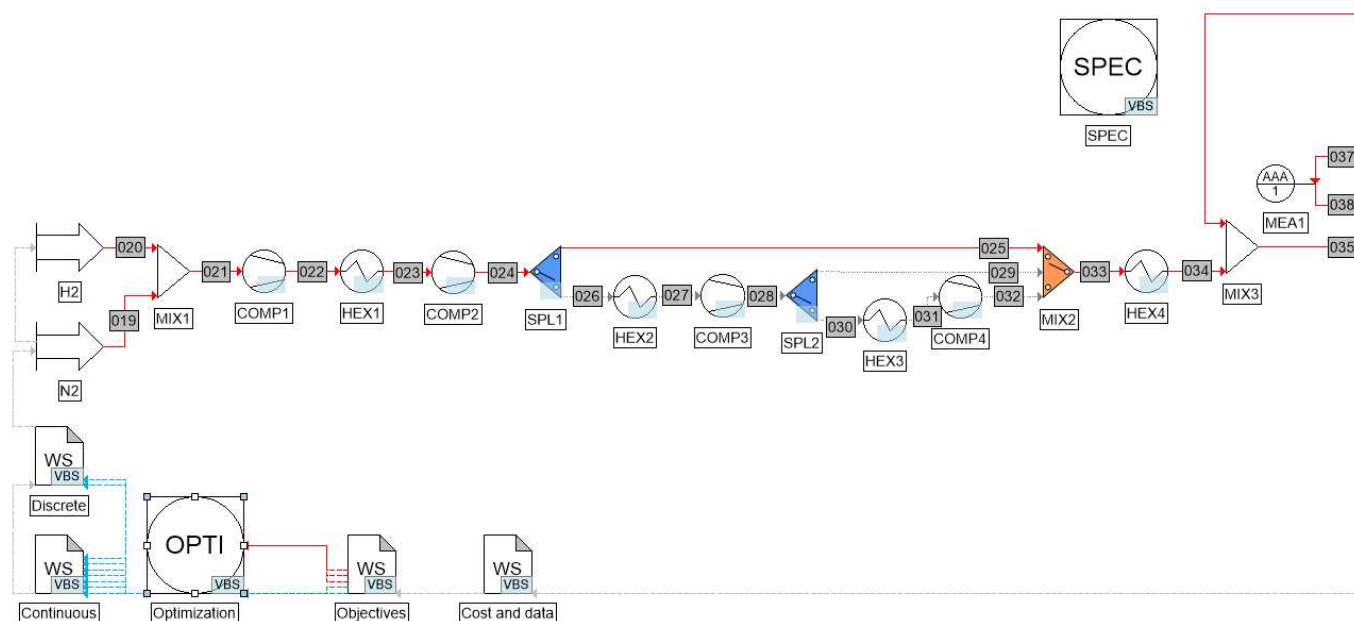 SPEC
VBS
SPEC
037
AAA
1
038
MEA1
020
025
035
H2
021
022
023
024
029
033
034
MIX3
019
MIX1
COMP1
HEX1
COMP2
SPL1
026
027
028
032
MIX2
HEX4
HEX2
COMP3
SPL2
030
031
COMP4
HEX3
N2
WS
VBS
Discrete
OPTI
VBS
WS
VBS
WS
VBS
WS
VBS
Continuous
Optimization
Objectives
Cost and data